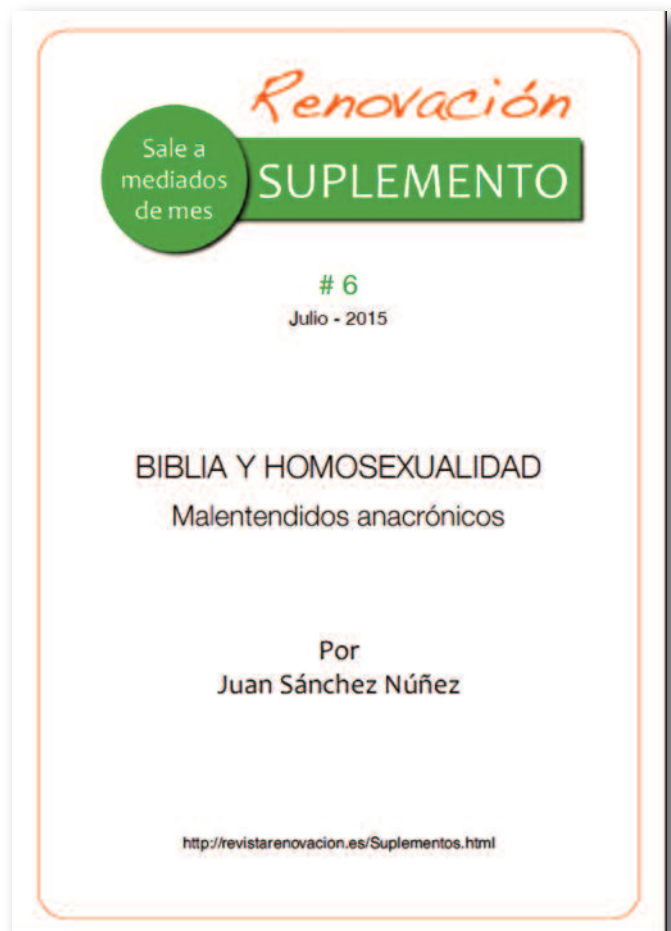 Renovación
Sale a
mediados
de mes
SUPLEMENTO
# 6
Julio - 2015
BIBLIA Y HOMOSEXUALIDAD
Malentendidos anacrónicos
Por
Juan Sánchez Núñez
http://revistarenovacion.es/Suplementos.html